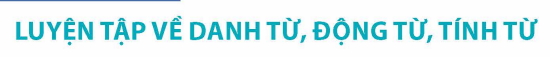 LUYỆN TẬP VỀ DANH TỪ, ĐỘNG TỪ, TÍNH TỪ